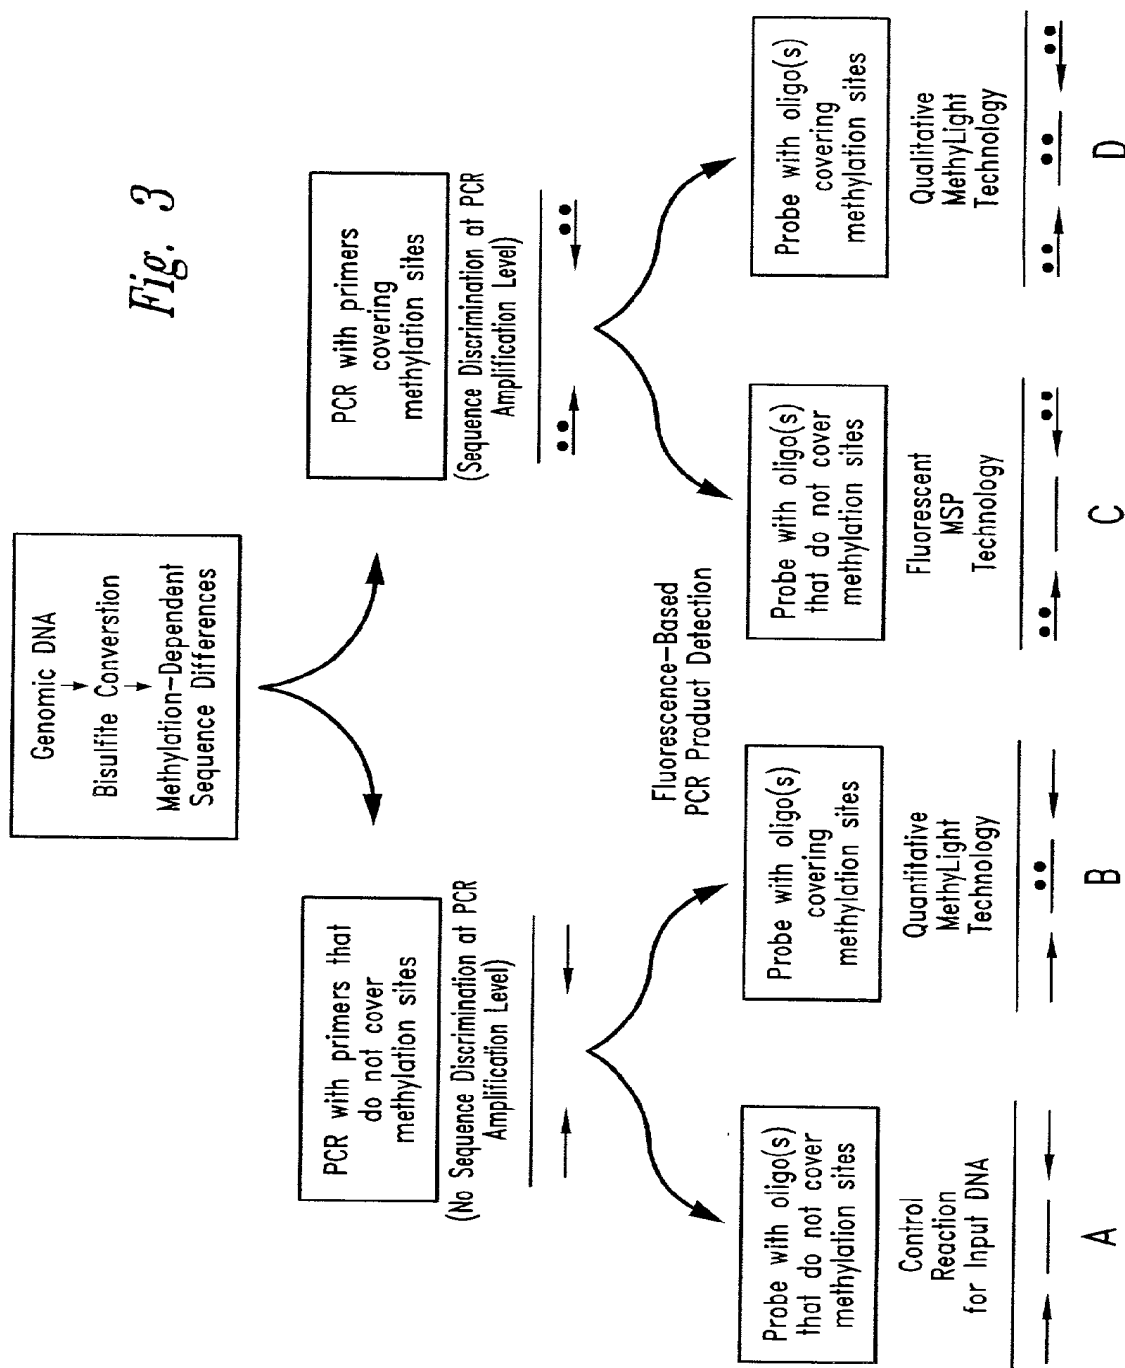 Fig. 3
Genomic DNA
Bisulfite Converstion
Methylation-Dependent
Sequence Differences
PCR with primers that
do not cover
methylation sites
(No Sequence Discrimination at PCR
Amplification Level)
PCR with primers
covering
methylation sites
(Sequence Discrimination at PCR
Amplification Level)
Fluorescence-Based
PCR Product Detection
Probe with oligo(s)
that do not cover
methylation sites
Control
Reaction
for Input DNA
A
Probe with oligo(s)
covering
methylation sites
Quantitative
MethyLight
Technology
B
Probe with oligo(s)
that do not cover
methylation sites
Fluorescent
MSP
Technology
C
Probe with oligo(s)
covering
methylation sites
Qualitative
MethyLight
Technology
D